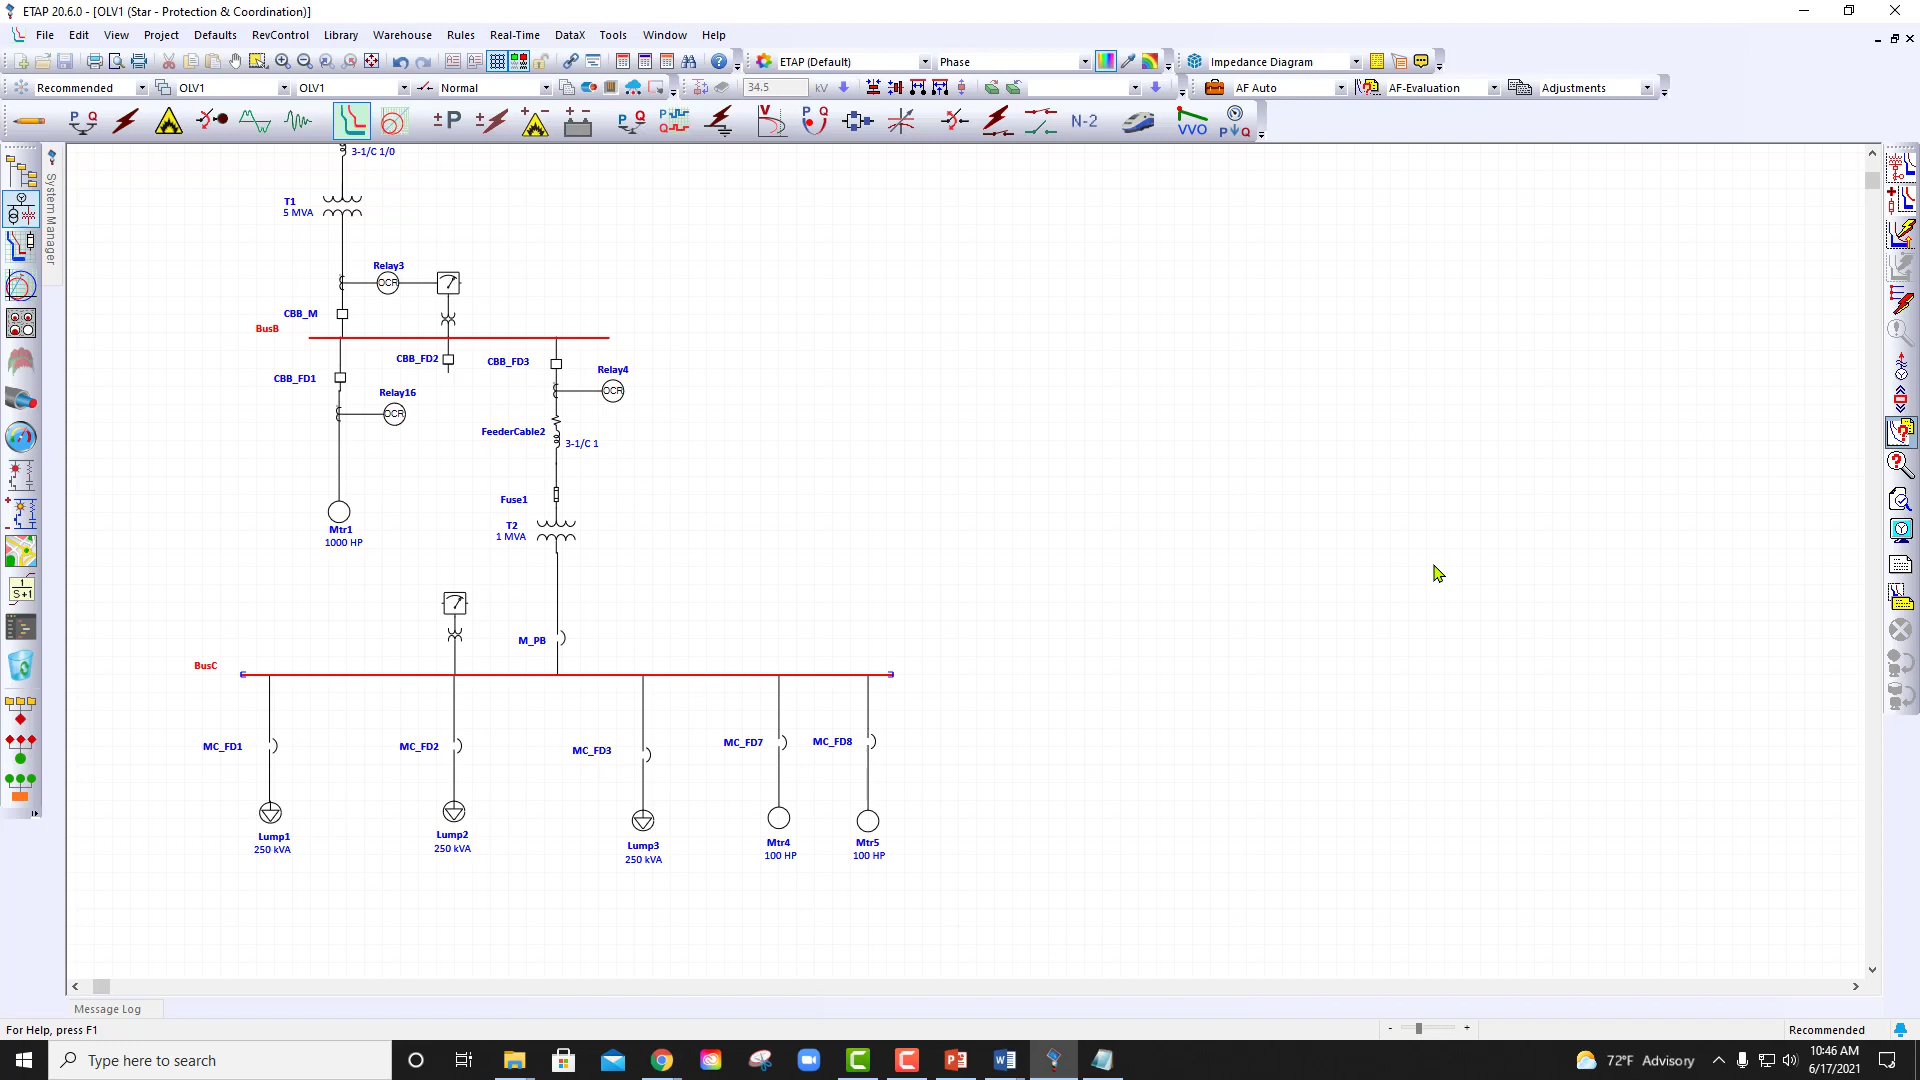 ETAP 20.6.0 - [OLV1 (Star - Protection & Coordination)]
File Edit View Project Defaults RevControl Library Warehouse Rules Real-Time DataX Tools Window Help
ETAP (Default) Phase Impedance Diagram
Recommended OLV1 OLV1 Normal 34.5 kV AF Auto AF-Evaluation Adjustments
P Q ±P P Q P Q V P Q N-2 VVO P Q
System Manager
3-1/C 1/0
T1
5 MVA
Relay3
OCR
CBB_M
BusB
CBB_FD2
CBB_FD3
Relay4
OCR
CBB_FD1
Relay16
OCR
FeederCable2
3-1/C 1
Fuse1
T2
1 MVA
Mtr1
1000 HP
1
S+1
M_PB
BusC
MC_FD1
MC_FD2
MC_FD3
MC_FD7
MC_FD8
Lump1
250 kVA
Lump2
250 kVA
Lump3
250 kVA
Mtr4
100 HP
Mtr5
100 HP
Message Log
For Help, press F1
Recommended
Type here to search
72°F Advisory
10:46 AM
6/17/2021